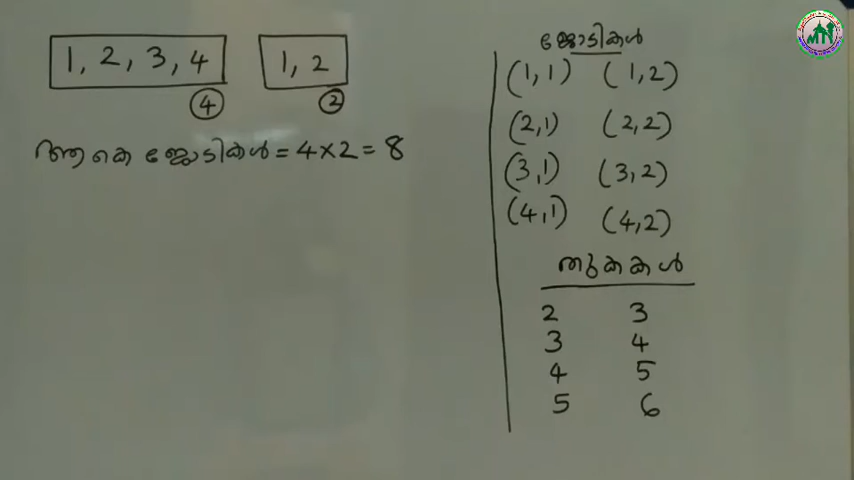 1, 2, 3, 4
1, 2
4
2
ആകെ ജോടികൾ = 4×2 = 8
ജോടികൾ
(1,1) (1,2)
(2,1) (2,2)
(3,1) (3,2)
(4,1) (4,2)
തുകകൾ
2 3
3 4
4 5
5 6